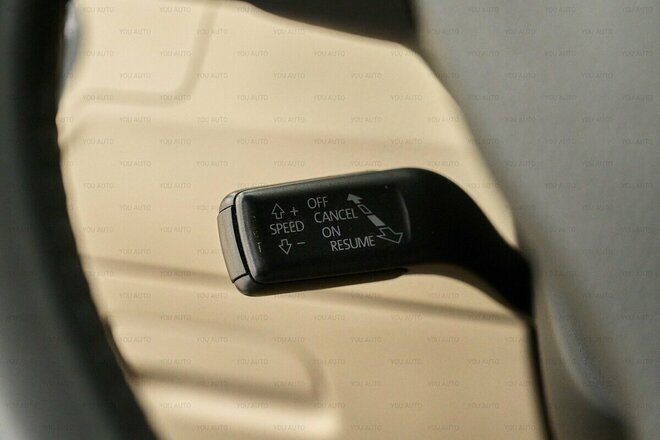 + OFF
CANCEL
SPEED
ON
- RESUME
YOU AUTO